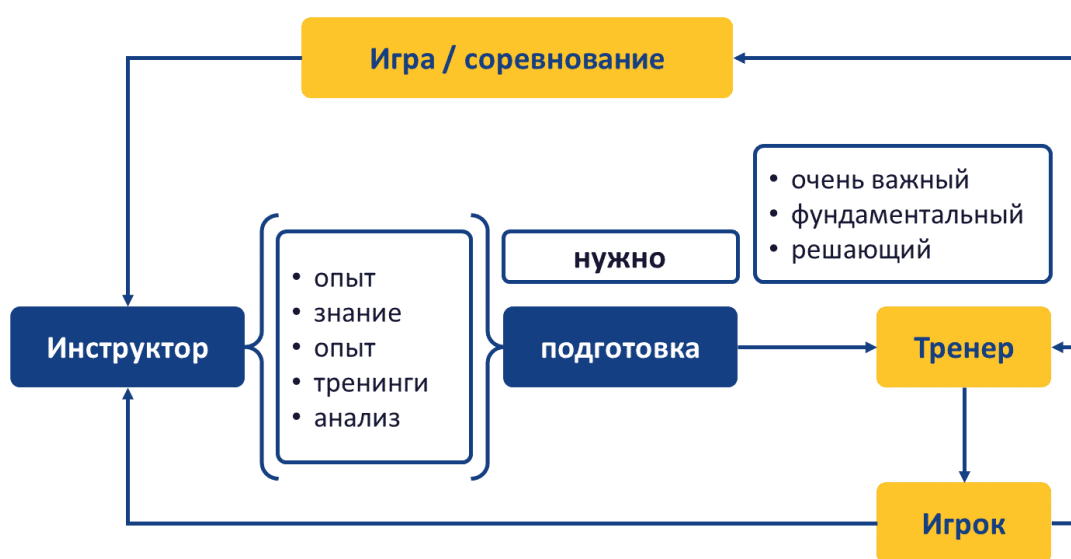 Игра / соревнование
• очень важный
• фундаментальный
• решающий
нужно
• опыт
• знание
• опыт
• тренинги
• анализ
Инструктор
подготовка
Тренер
Игрок